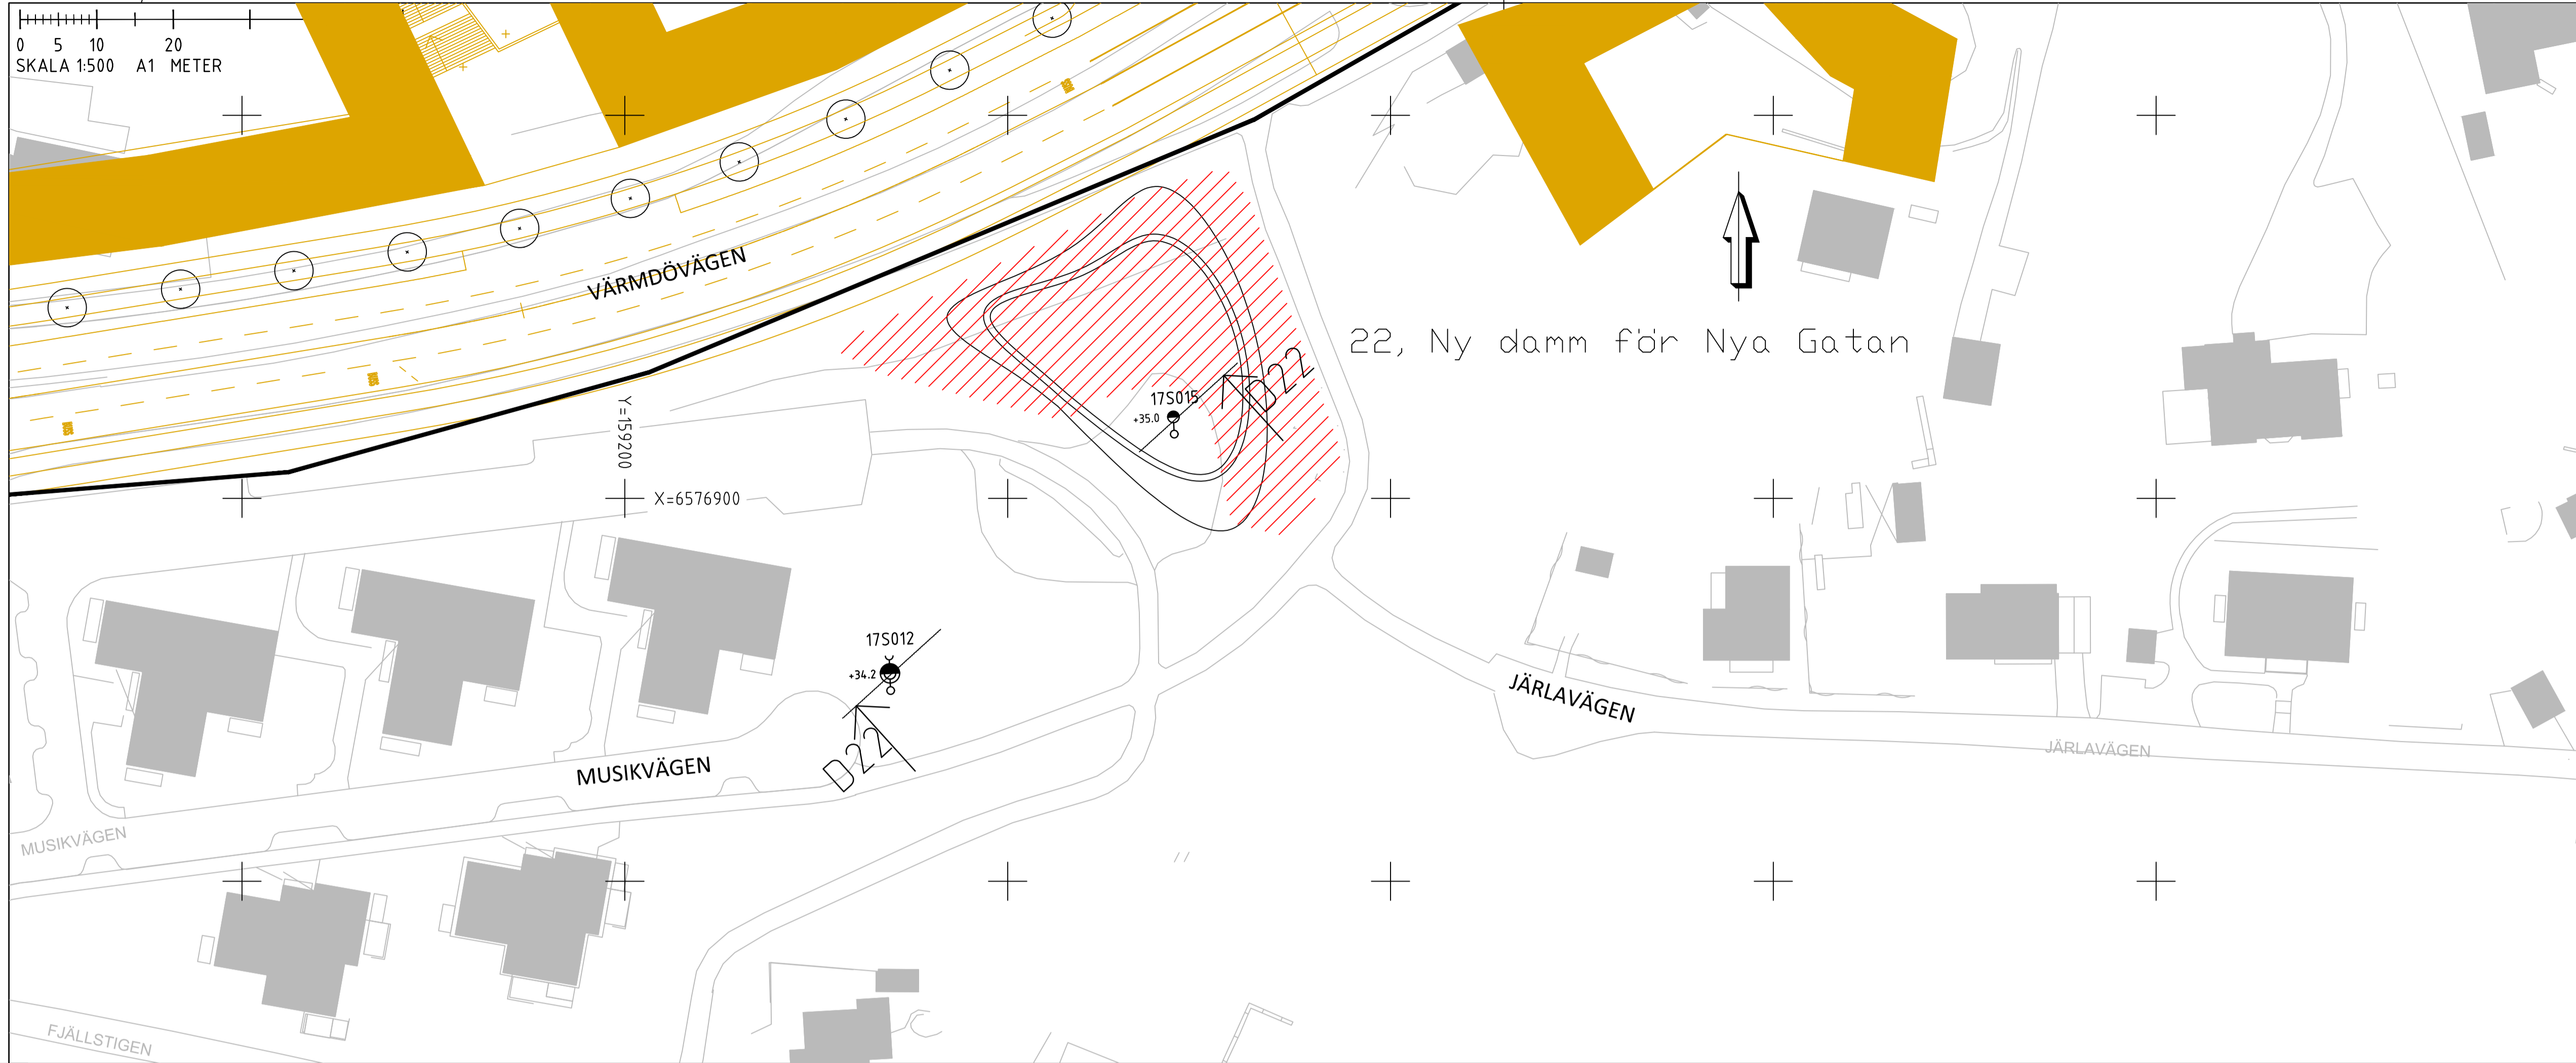 0 5 10 20
SKALA 1:500 A1 METER
VÄRMDÖVÄGEN
22, Ny damm för Nya Gatan
B22
17S015
+35.0
Y=159200
X=6576900
17S012
+34.2
D22
JÄRLAVÄGEN
JÄRLAVÄGEN
MUSIKVÄGEN
MUSIKVÄGEN
FJÄLLSTIGEN